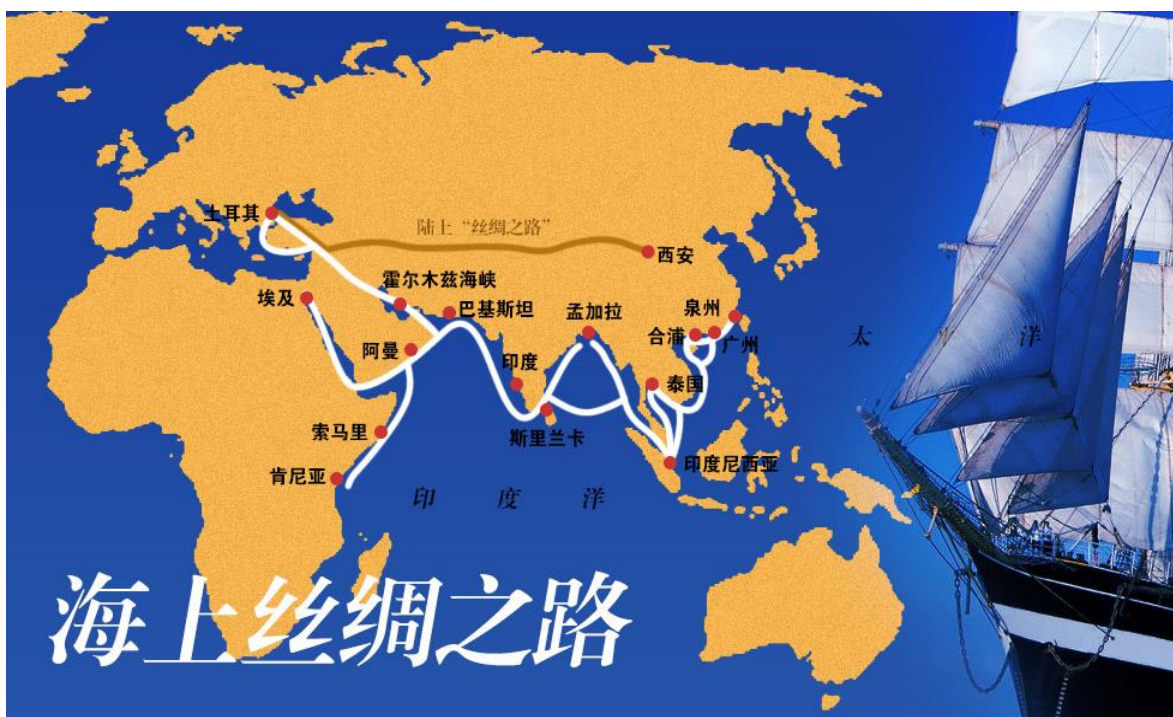 土耳其
陆上“丝绸之路”
西安
埃及
霍尔木兹海峡
巴基斯坦
孟加拉
泉州
合浦
广州
太 洋
阿曼
印度
泰国
索马里
斯里兰卡
肯尼亚
印度尼西亚
印 度 洋
海上丝绸之路